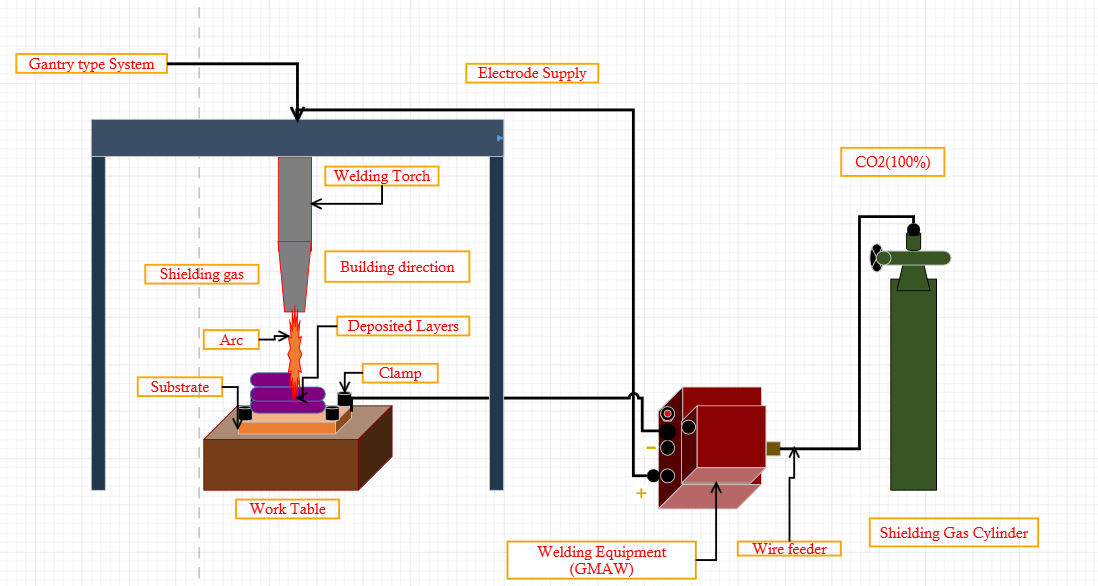 Gantry type System
Electrode Supply
CO2(100%)
Welding Torch
Shielding gas
Building direction
Arc
Deposited Layers
Substrate
Clamp
−
+
Work Table
Welding Equipment
(GMAW)
Wire feeder
Shielding Gas Cylinder